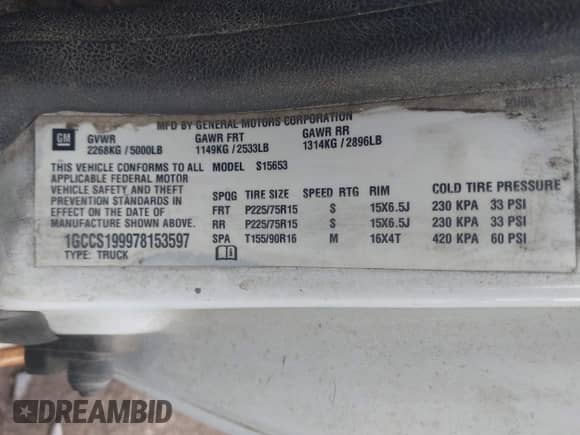 MFD BY GENERAL MOTORS CORPORATION
GM
GVWR GAWR FRT GAWR RR
2268KG / 5000LB 1149KG / 2533LB 1314KG / 2896LB
THIS VEHICLE CONFORMS TO ALL MODEL S15653
APPLICABLE FEDERAL MOTOR
VEHICLE SAFETY AND THEFT
PREVENTION STANDARDS IN
EFFECT ON THE DATE OF
MANUFACTURE SHOWN ABOVE.
1GCCS199978153597
TYPE: TRUCK
SPQG TIRE SIZE SPEED RTG RIM COLD TIRE PRESSURE
FRT P225/75R15 S 15X6.5J 230 KPA 33 PSI
RR P225/75R15 S 15X6.5J 230 KPA 33 PSI
SPA T155/90R16 M 16X4T 420 KPA 60 PSI
DREAMBID